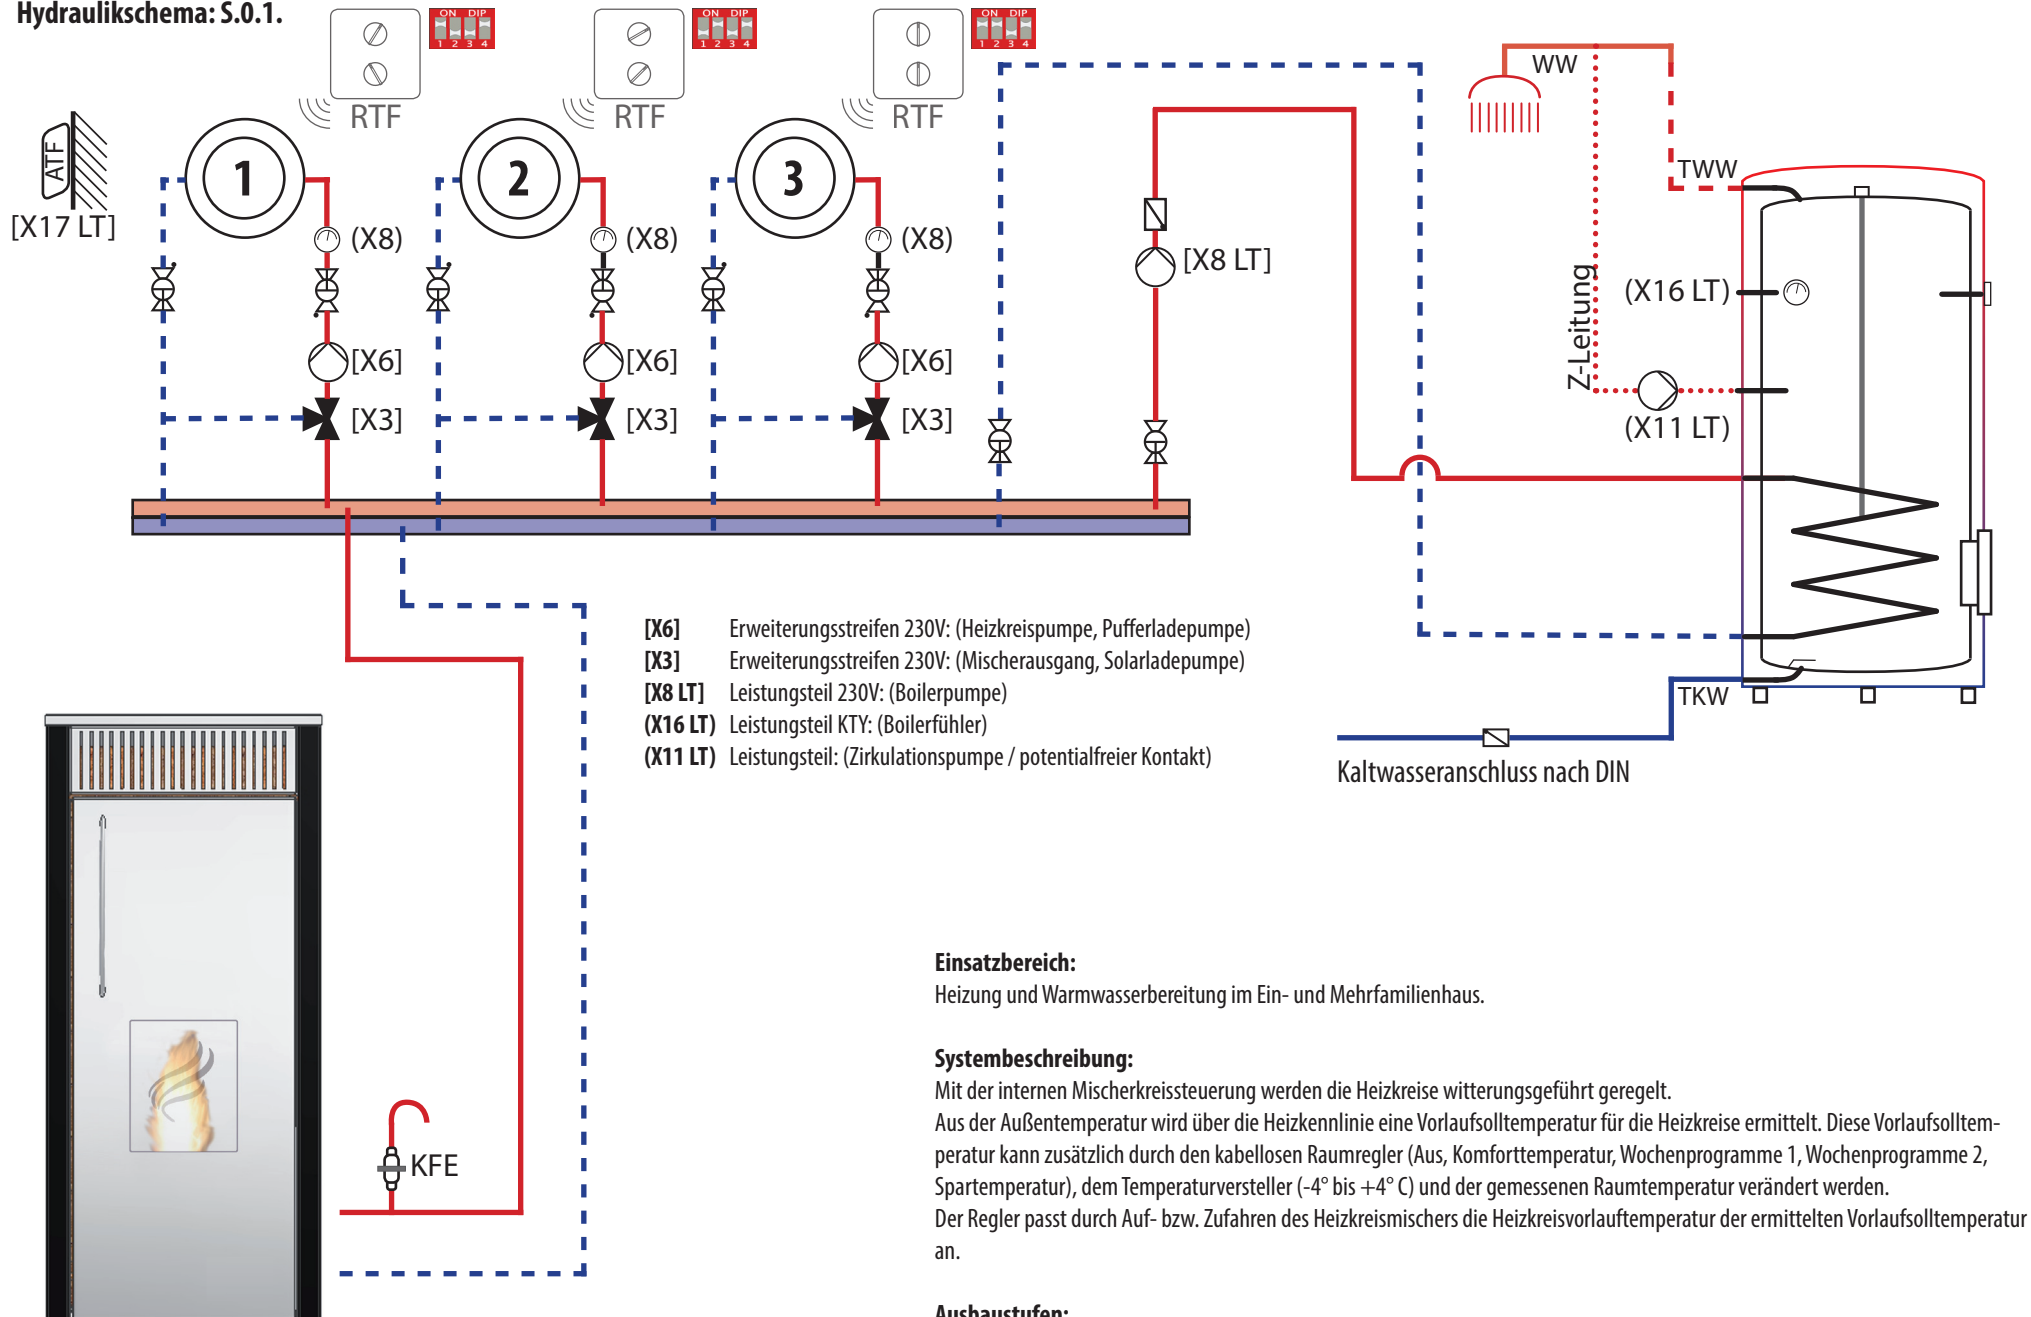 Hydraulikschema: S.0.1.
ON DIP
1 2 3 4
ON DIP
1 2 3 4
ON DIP
1 2 3 4
RTF
RTF
RTF
ATF
[X17 LT]
1
2
3
(X8)
(X8)
(X8)
[X6]
[X6]
[X6]
[X3]
[X3]
[X3]
[X8 LT]
WW
TWW
Z-Leitung
(X16 LT)
(X11 LT)
TKW
Kaltwasseranschluss nach DIN
[X6] Erweiterungsstreifen 230V: (Heizkreispumpe, Pufferladepumpe)
[X3] Erweiterungsstreifen 230V: (Mischerausgang, Solarladepumpe)
[X8 LT] Leistungsteil 230V: (Boilerpumpe)
(X16 LT) Leistungsteil KTY: (Boilerfühler)
(X11 LT) Leistungsteil: (Zirkulationspumpe / potentialfreier Kontakt)
KFE
Einsatzbereich:
Heizung und Warmwasserbereitung im Ein- und Mehrfamilienhaus.
Systembeschreibung:
Mit der internen Mischerkreissteuerung werden die Heizkreise witterungsgeführt geregelt.
Aus der Außentemperatur wird über die Heizkennlinie eine Vorlaufsolltemperatur für die Heizkreise ermittelt. Diese Vorlaufsolltem-
peratur kann zusätzlich durch den kabellosen Raumregler (Aus, Komforttemperatur, Wochenprogramme 1, Wochenprogramme 2,
Spartemperatur), dem Temperaturversteller (-4° bis +4° C) und der gemessenen Raumtemperatur verändert werden.
Der Regler passt durch Auf- bzw. Zufahren des Heizkreismischers die Heizkreisvorlauftemperatur der ermittelten Vorlaufsolltemperatur
an.
Ausbaustufen: